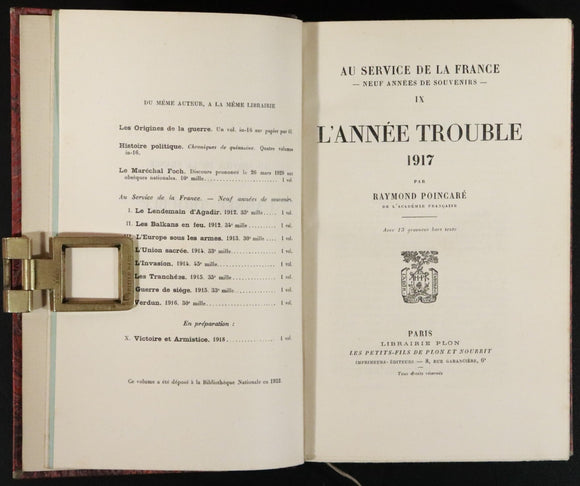 DU MÊME AUTEUR, A LA MÊME LIBRAIRIE
Les Origines de la guerre. Un vol. in-16 sur papier par fil
Histoire politique. Chroniques de quinzaine. Quatre volumes
in-16.
Le Maréchal Foch. Discours prononcé le 26 mars 1929 aux
obsèques nationales. 10e mille 1 vol
Au Service de la France. — Neuf années de souvenirs
I. Le Lendemain d'Agadir. 1912. 33e mille 1 vol.
II. Les Balkans en feu. 1912. 34e mille 1 vol.
III. L'Europe sous les armes. 1913. 30e mille 1 vol.
L'Union sacrée. 1914. 53e mille 1 vol.
L'Invasion. 1914. 45e mille 1 vol.
Les Tranchées. 1915. 35e mille 1 vol.
Guerre de siège. 1915. 33e mille 1 vol.
Verdun. 1916. 30e mille 1 vol.
En préparation :
X. Victoire et Armistice. 1918 1 vol.
Ce volume a été déposé à la Bibliothèque Nationale en 1932.
AU SERVICE DE LA FRANCE
— NEUF ANNÉES DE SOUVENIRS —
IX
L'ANNÉE TROUBLE
1917
PAR
RAYMOND POINCARÉ
DE L'ACADÉMIE FRANÇAISE
Avec 13 gravures hors texte
PARIS
LIBRAIRIE PLON
LES PETITS-FILS DE PLON ET NOURRIT
IMPRIMEURS-ÉDITEURS — 8, RUE GARANCIÈRE, 6e
Tous droits réservés